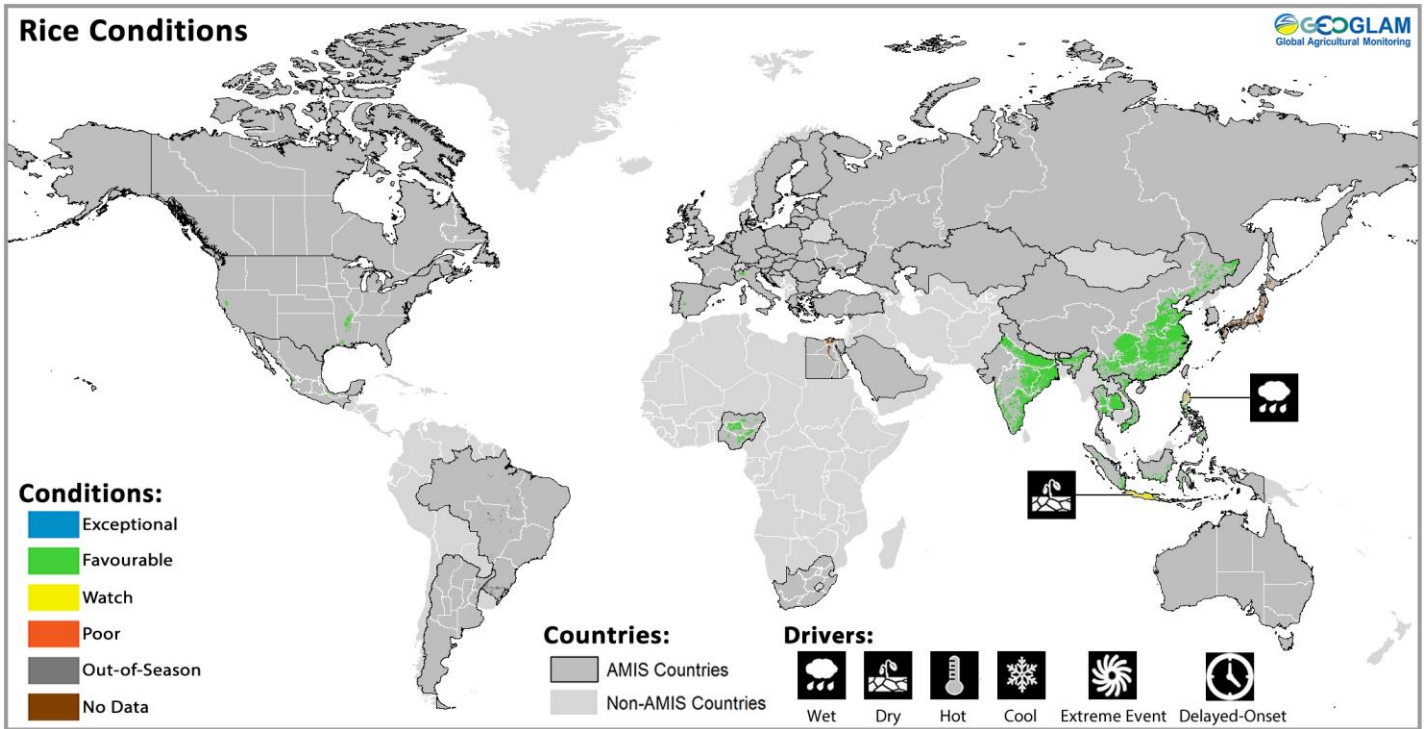 Rice Conditions
GEOGLAM
Global Agricultural Monitoring
Conditions:
Exceptional
Favourable
Watch
Poor
Out-of-Season
No Data
Countries:
AMIS Countries
Non-AMIS Countries
Drivers:
Wet
Dry
Hot
Cool
Extreme Event
Delayed-Onset